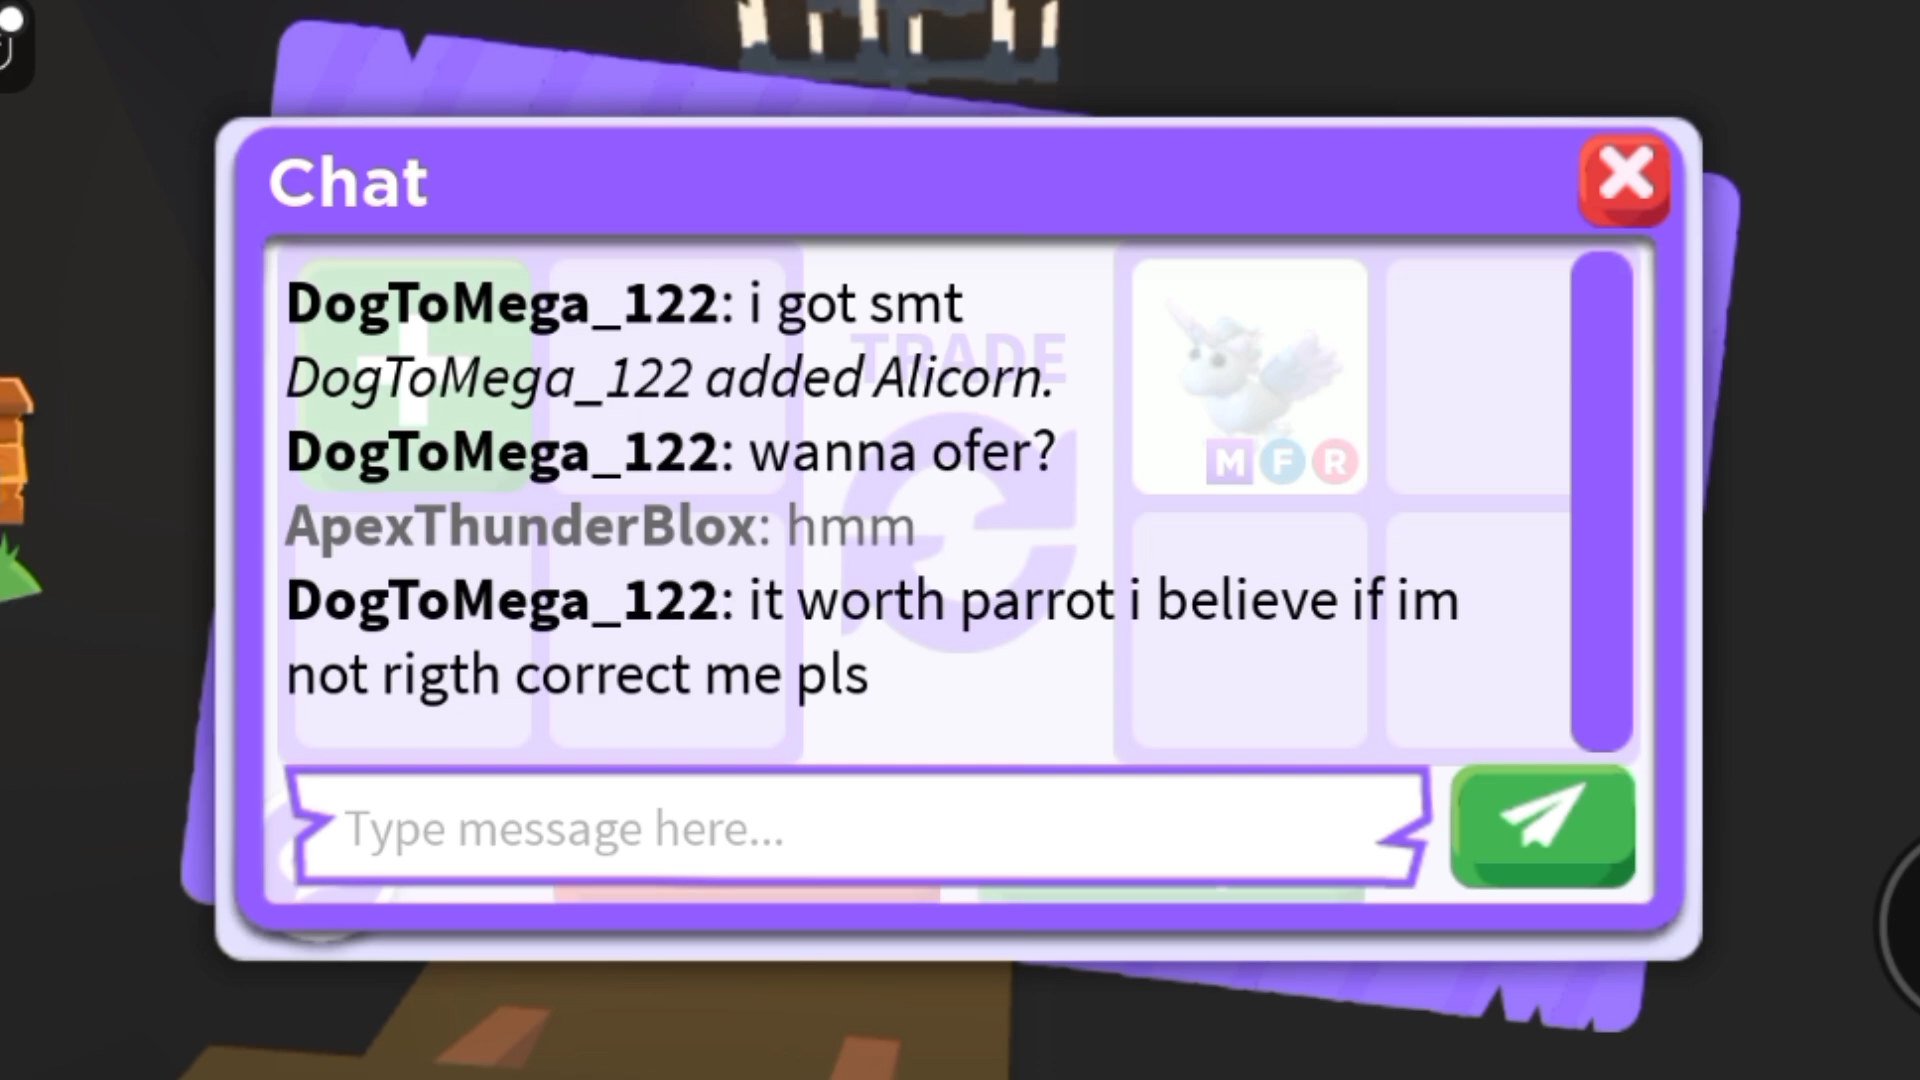 Chat
DogToMega_122: i got smt
TRADE
DogToMega_122 added Alicorn.
DogToMega_122: wanna ofer?
M F R
ApexThunderBlox: hmm
DogToMega_122: it worth parrot i believe if im
not rigth correct me pls
Type message here...